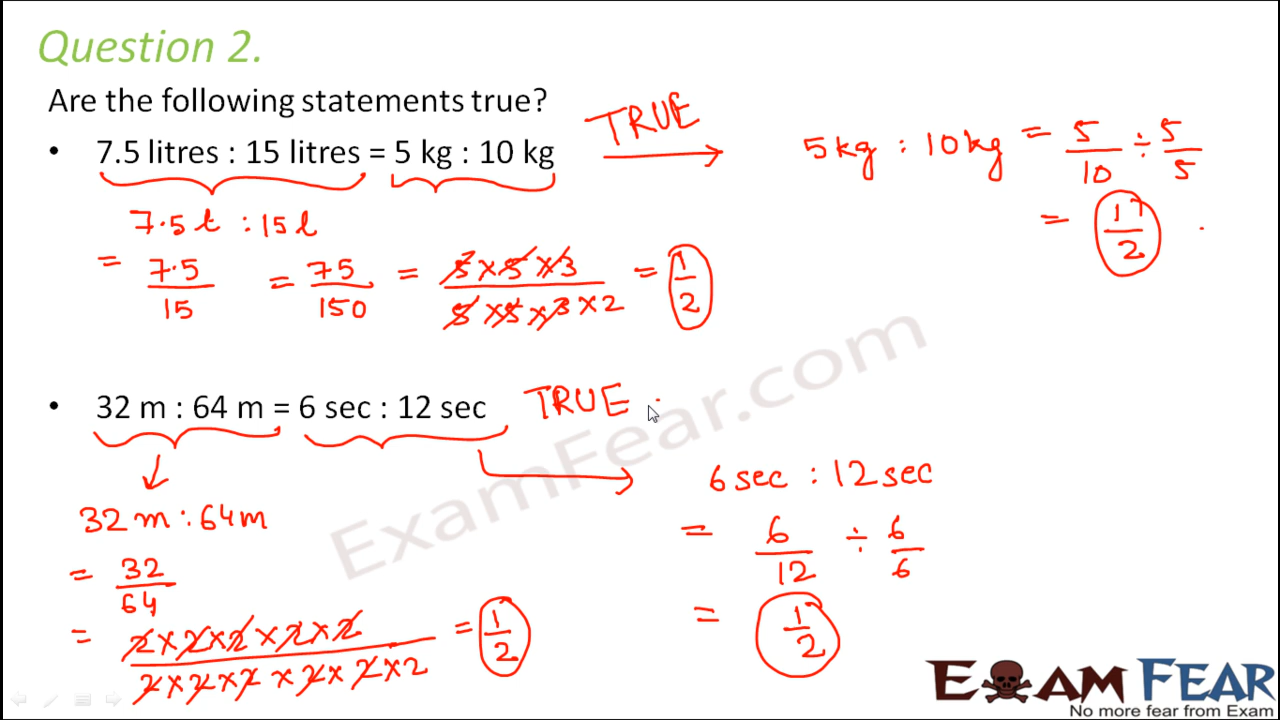 Question 2.
Are the following statements true?
• 7.5 litres : 15 litres = 5 kg : 10 kg
TRUE
5kg : 10kg = 5/10 ÷ 5/5
= 1/2
7.5 l : 15 l
= 7.5/15 = 75/150 = 5×5×3/5×5×3×2 = 1/2
• 32 m : 64 m = 6 sec : 12 sec
TRUE
6 sec : 12 sec
= 6/12 ÷ 6/6
= 1/2
32 m : 64 m
= 32/64
= 2×2×2×2×2/2×2×2×2×2×2 = 1/2
ExamFear.com
EXAM FEAR
No more fear from Exam